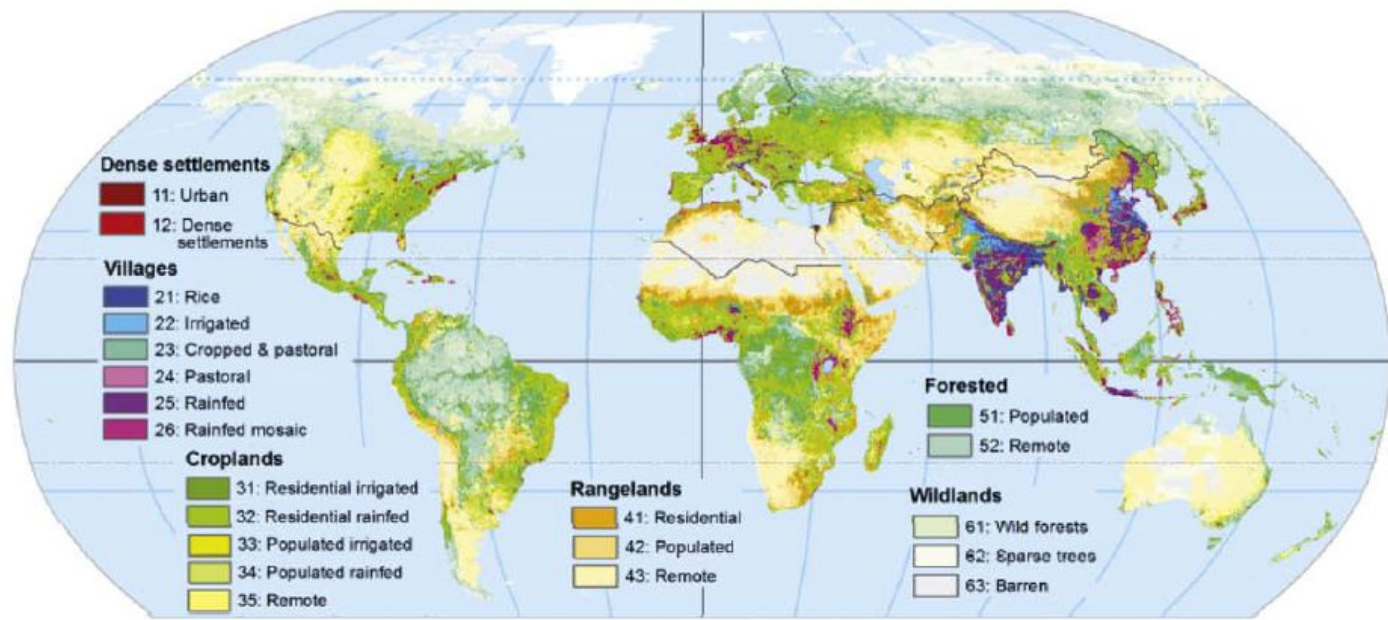 Dense settlements
11: Urban
12: Dense
settlements
Villages
21: Rice
22: Irrigated
23: Cropped & pastoral
24: Pastoral
25: Rainfed
26: Rainfed mosaic
Croplands
31: Residential irrigated
32: Residential rainfed
33: Populated irrigated
34: Populated rainfed
35: Remote
Rangelands
41: Residential
42: Populated
43: Remote
Forested
51: Populated
52: Remote
Wildlands
61: Wild forests
62: Sparse trees
63: Barren